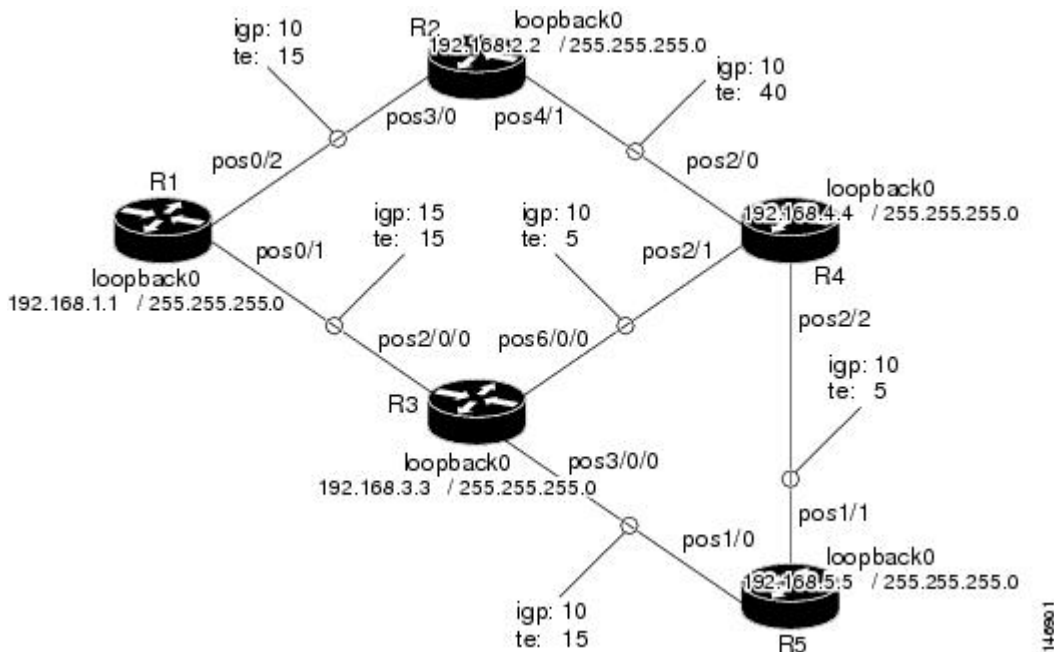 igp: 10
te: 15
R2
loopback0
192.168.2.2 / 255.255.255.0
igp: 10
te: 40
pos3/0
pos4/1
pos0/2
pos2/0
R1
igp: 15
te: 15
igp: 10
te: 5
loopback0
192.168.4.4 / 255.255.255.0
pos0/1
pos2/1
loopback0
192.168.1.1 / 255.255.255.0
R4
pos2/2
pos2/0/0
pos6/0/0
igp: 10
te: 5
R3
loopback0
192.168.3.3 / 255.255.255.0
pos3/0/0
pos1/1
pos1/0
loopback0
192.168.5.5 / 255.255.255.0
igp: 10
te: 15
R5
146901